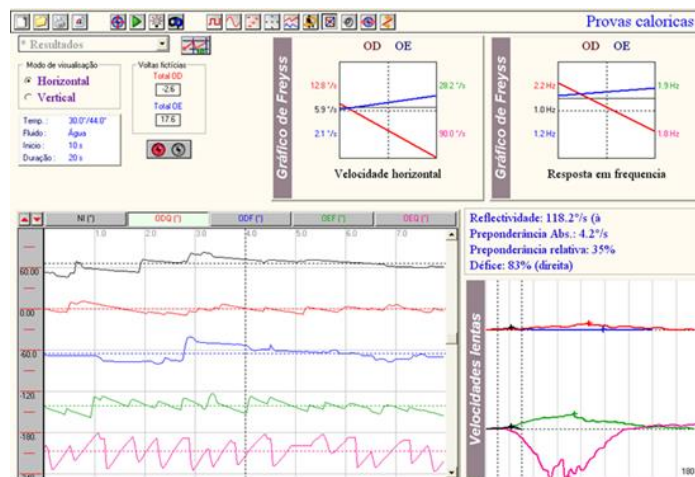 Provas caloricas
* Resultados
Modo de visualisação
Horizontal
Vertical
Voltas fictícias
Total OD
-2.6
Total OE
17.6
Temp.: 30.0°/44.0°
Fluido: Água
Inicio: 10 s
Duração: 20 s
Gráfico de Freyss
OD OE
12.8 °/s
28.2 °/s
5.9 °/s
2.1 °/s
90.0 °/s
Velocidade horizontal
Gráfico de Freyss
OD OE
2.2 Hz
1.9 Hz
1.0 Hz
1.2 Hz
1.8 Hz
Resposta em frequencia
NI (°) ODQ (°) ODF (°) OEF (°) OEQ (°)
1.0 2.0 3.0 4.0 5.0 6.0 7.0
60.00
0.00
-60.0
-120.
-180.
Reflectividade: 118.2°/s (à
Preponderância Abs.: 4.2°/s
Preponderância relativa: 35%
Défice: 83% (direita)
Velocidades lentas
180